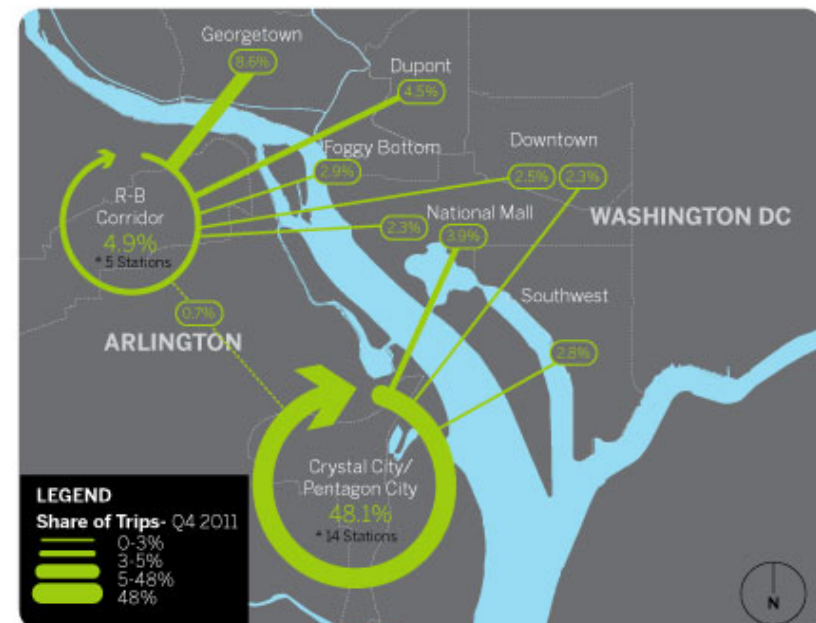 Georgetown
8.6%
Dupont
4.5%
Foggy Bottom
2.9%
Downtown
2.5%
2.3%
R-B
Corridor
4.9%
* 5 Stations
2.3%
National Mall
3.9%
WASHINGTON DC
Southwest
0.7%
ARLINGTON
2.8%
Crystal City/
Pentagon City
48.1%
* 14 Stations
LEGEND
Share of Trips- Q4 2011
0-3%
3-5%
5-48%
48%
N